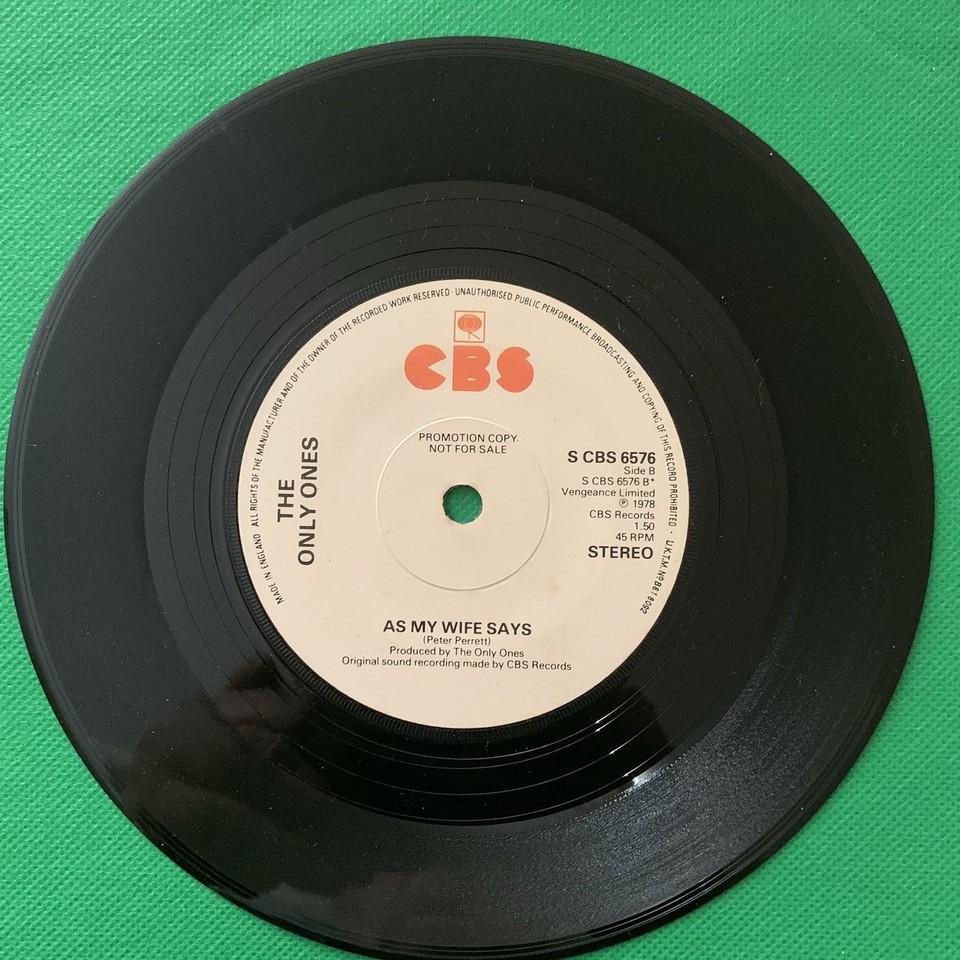 MADE IN ENGLAND · ALL RIGHTS OF THE MANUFACTURER AND OF THE OWNER OF THE RECORDED WORK RESERVED · UNAUTHORISED PUBLIC PERFORMANCE BROADCASTING AND COPYING OF THIS RECORD PROHIBITED · U.K.T.M. Nº B618092
CBS
PROMOTION COPY
NOT FOR SALE
THE
ONLY ONES
S CBS 6576
Side B
S CBS 6576 B*
Vengeance Limited
℗ 1978
CBS Records
1.50
45 RPM
STEREO
AS MY WIFE SAYS
(Peter Perrett)
Produced by The Only Ones
Original sound recording made by CBS Records